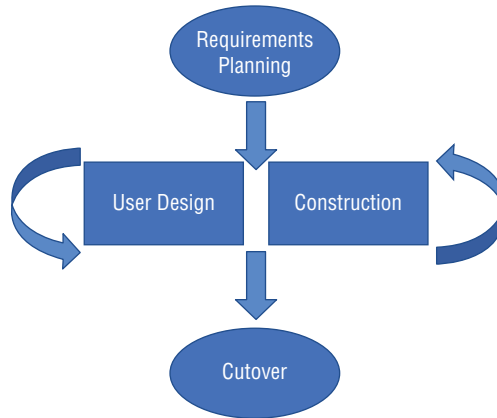 Requirements
Planning
User Design
Construction
Cutover